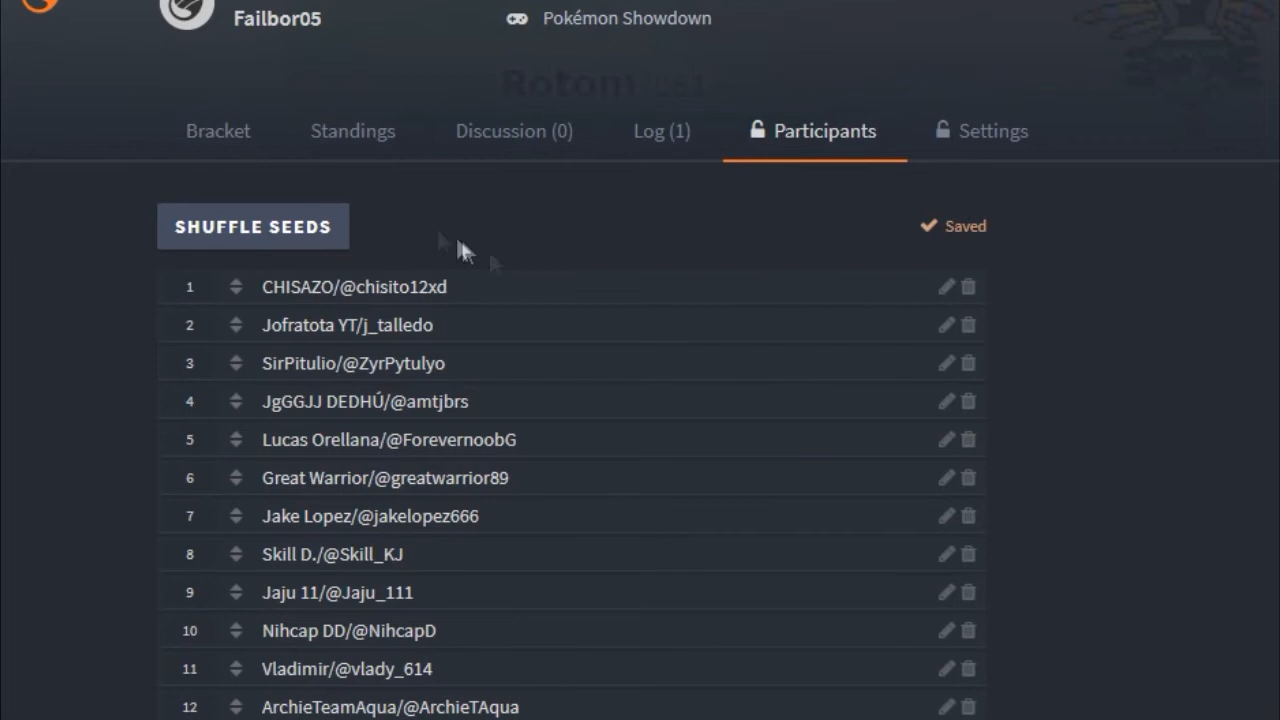 Failbor05
Pokémon Showdown
Bracket
Standings
Discussion (0)
Log (1)
Participants
Settings
SHUFFLE SEEDS
Saved
1 CHISAZO/@chisito12xd
2 Jofratota YT/j_talledo
3 SirPitulio/@ZyrPytulyo
4 JgGGJJ DEDHÚ/@amtjbrs
5 Lucas Orellana/@ForevernoobG
6 Great Warrior/@greatwarrior89
7 Jake Lopez/@jakelopez666
8 Skill D./@Skill_KJ
9 Jaju 11/@Jaju_111
10 Nihcap DD/@NihcapD
11 Vladimir/@vlady_614
12 ArchieTeamAqua/@ArchieTAqua